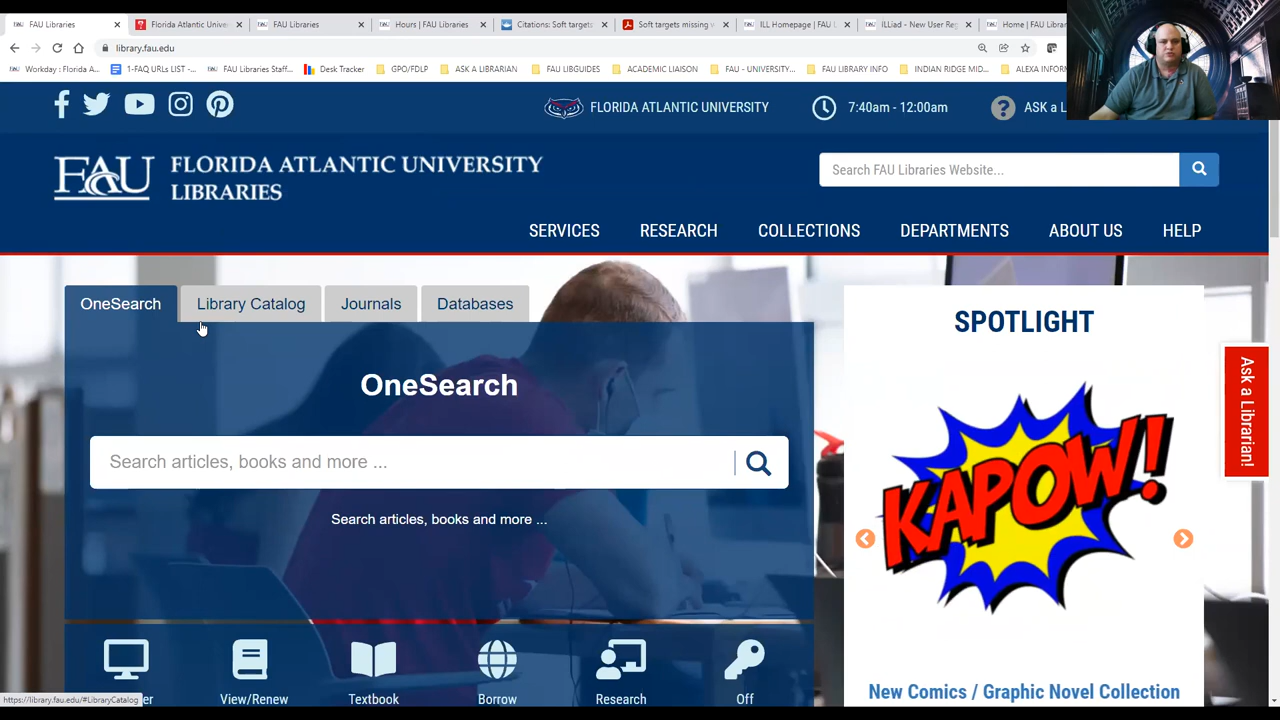 FAU Libraries
Florida Atlantic Unive
FAU Libraries
Hours | FAU Libraries
Citations: Soft targets
Soft targets missing v
ILL Homepage | FAU L
ILLiad - New User Reg
Home | FAU Librar
library.fau.edu
Workday : Florida A...
1-FAQ URLs LIST -...
FAU Libraries Staff...
Desk Tracker
GPO/FDLP
ASK A LIBRARIAN
FAU LIBGUIDES
ACADEMIC LIAISON
FAU - UNIVERSITY...
FAU LIBRARY INFO
INDIAN RIDGE MID...
ALEXA INFOR
FLORIDA ATLANTIC UNIVERSITY
7:40am - 12:00am
ASK a L
FAU
FLORIDA ATLANTIC UNIVERSITY
LIBRARIES
Search FAU Libraries Website...
SERVICES
RESEARCH
COLLECTIONS
DEPARTMENTS
ABOUT US
HELP
OneSearch
Library Catalog
Journals
Databases
OneSearch
Search articles, books and more ...
Search articles, books and more ...
SPOTLIGHT
KAPOW!
Ask a Librarian!
New Comics / Graphic Novel Collection
View/Renew
Textbook
Borrow
Research
Off
https://library.fau.edu/#LibraryCatalog